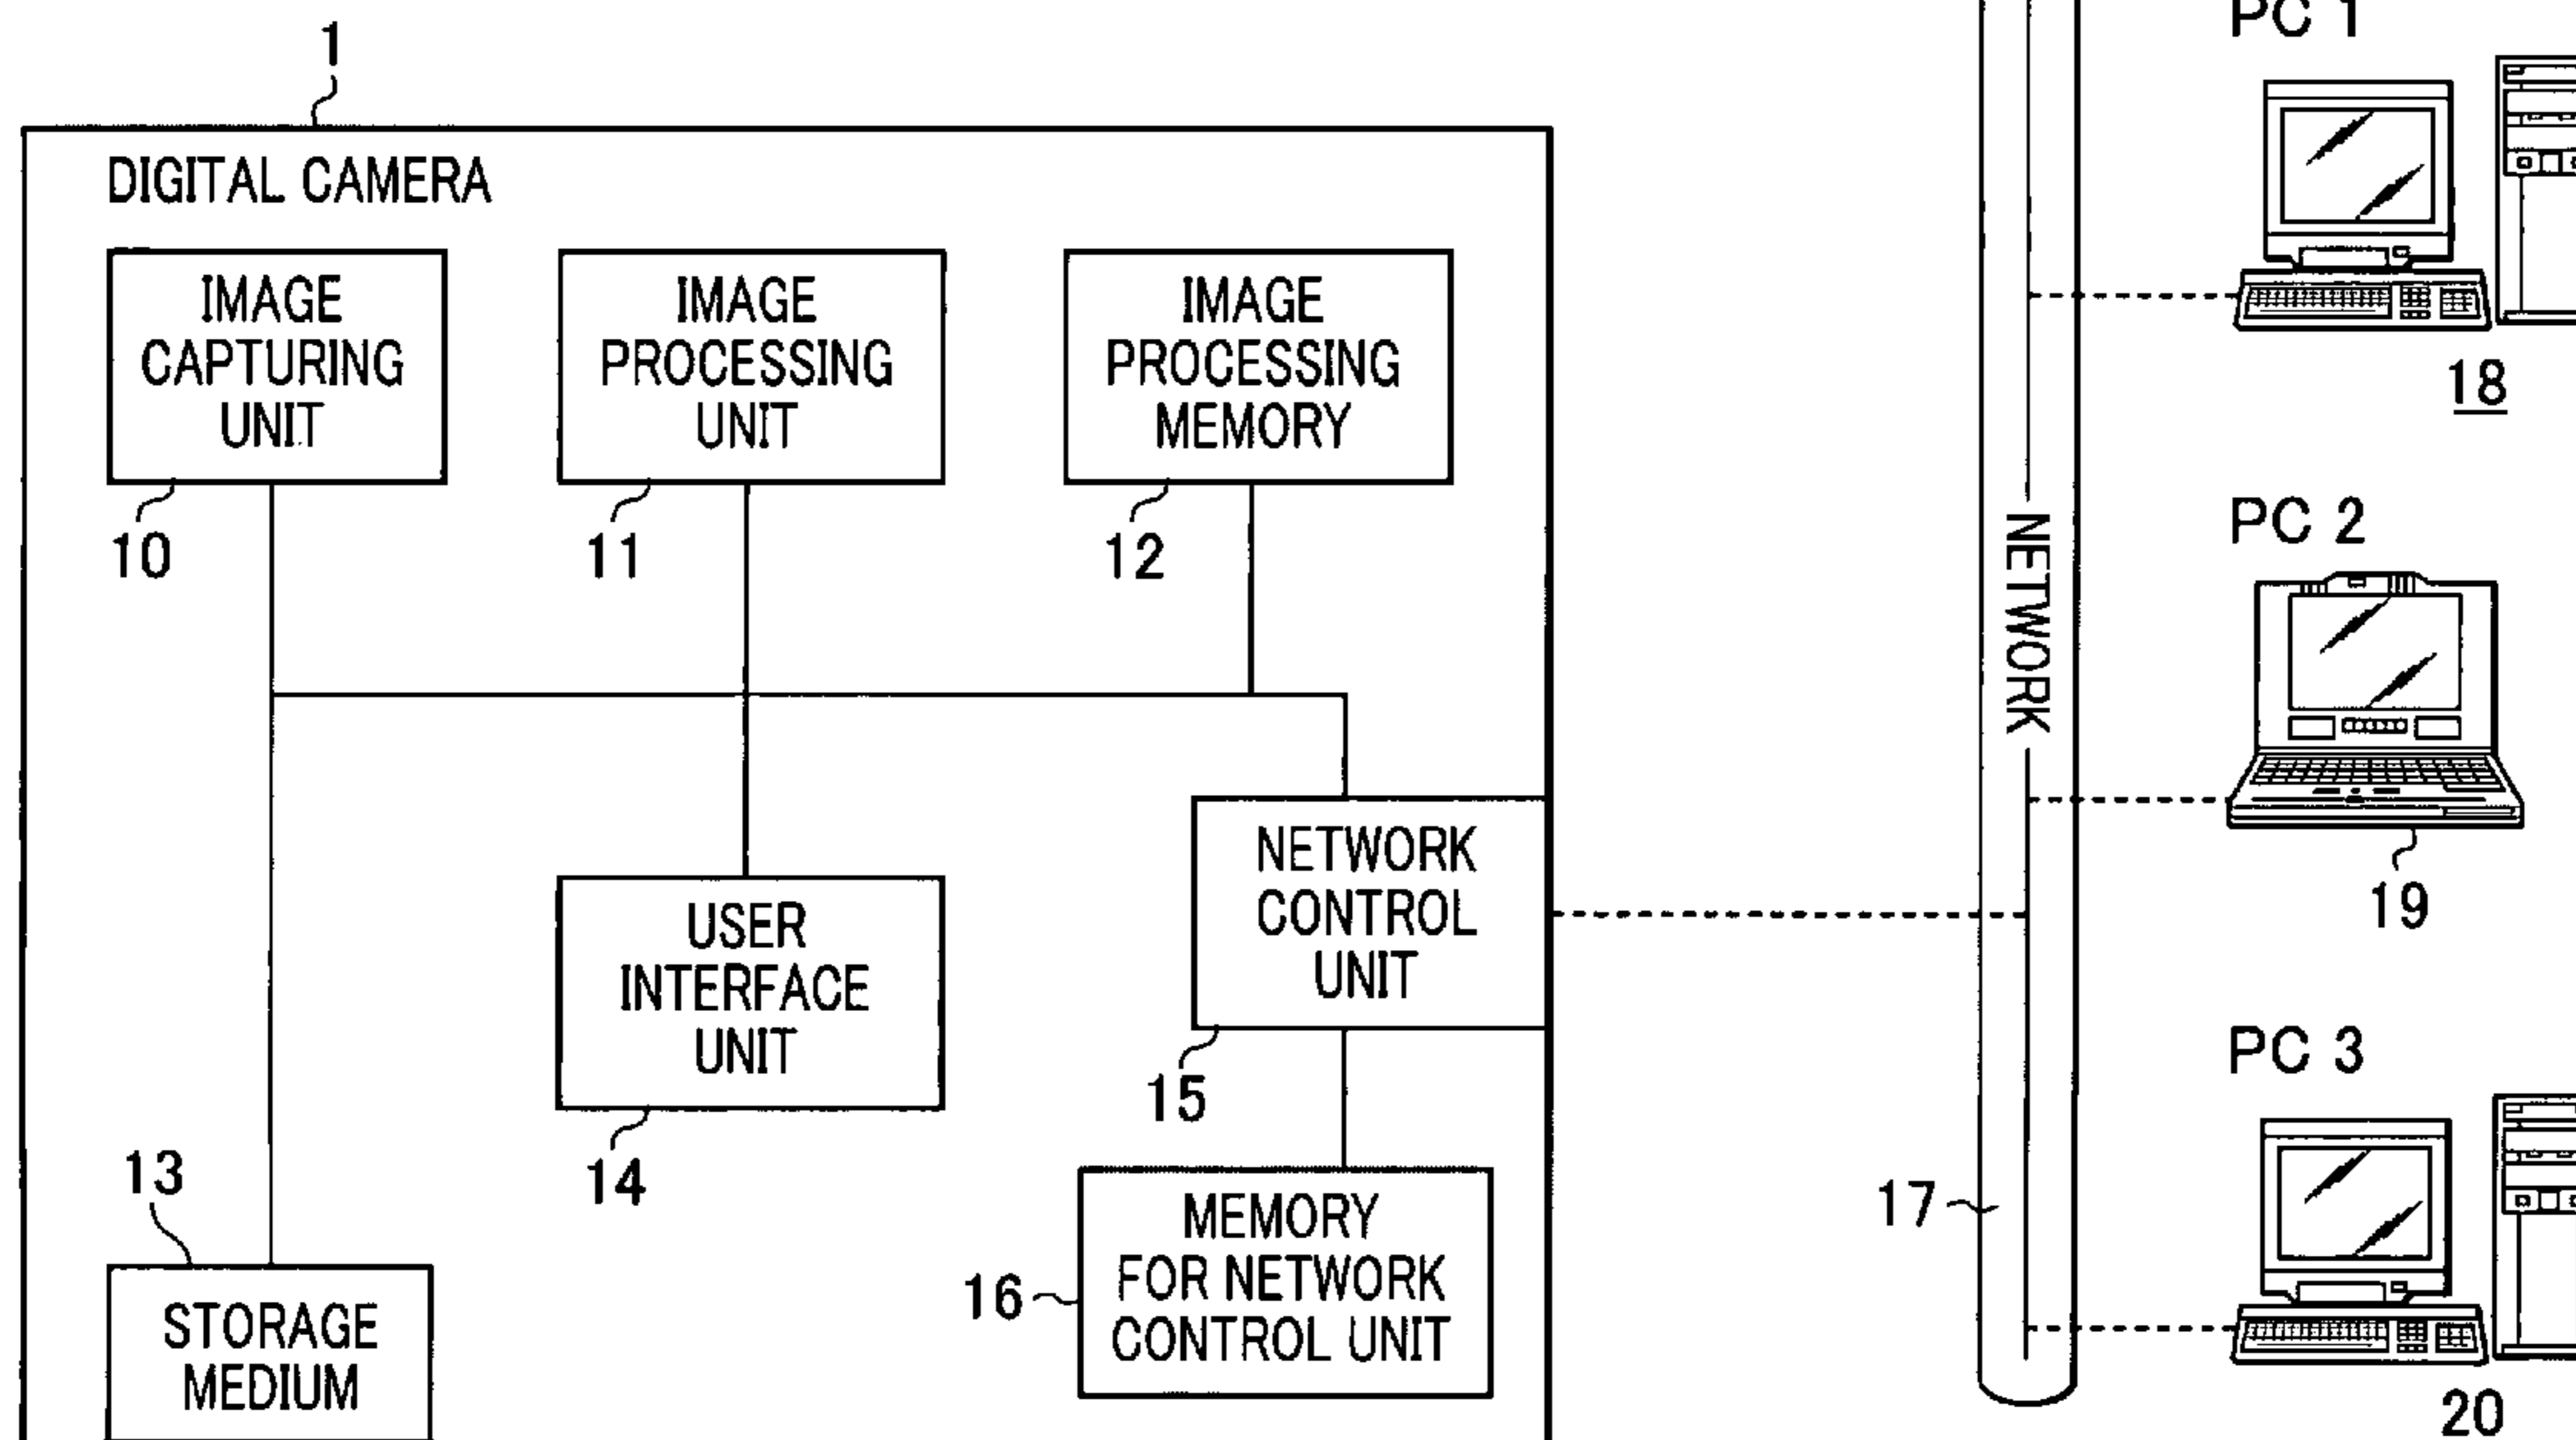 1
DIGITAL CAMERA
IMAGE
CAPTURING
UNIT
10
IMAGE
PROCESSING
UNIT
11
IMAGE
PROCESSING
MEMORY
12
USER
INTERFACE
UNIT
14
NETWORK
CONTROL
UNIT
15
13
STORAGE
MEDIUM
16
MEMORY
FOR NETWORK
CONTROL UNIT
NETWORK
17
PC 1
18
PC 2
19
PC 3
20